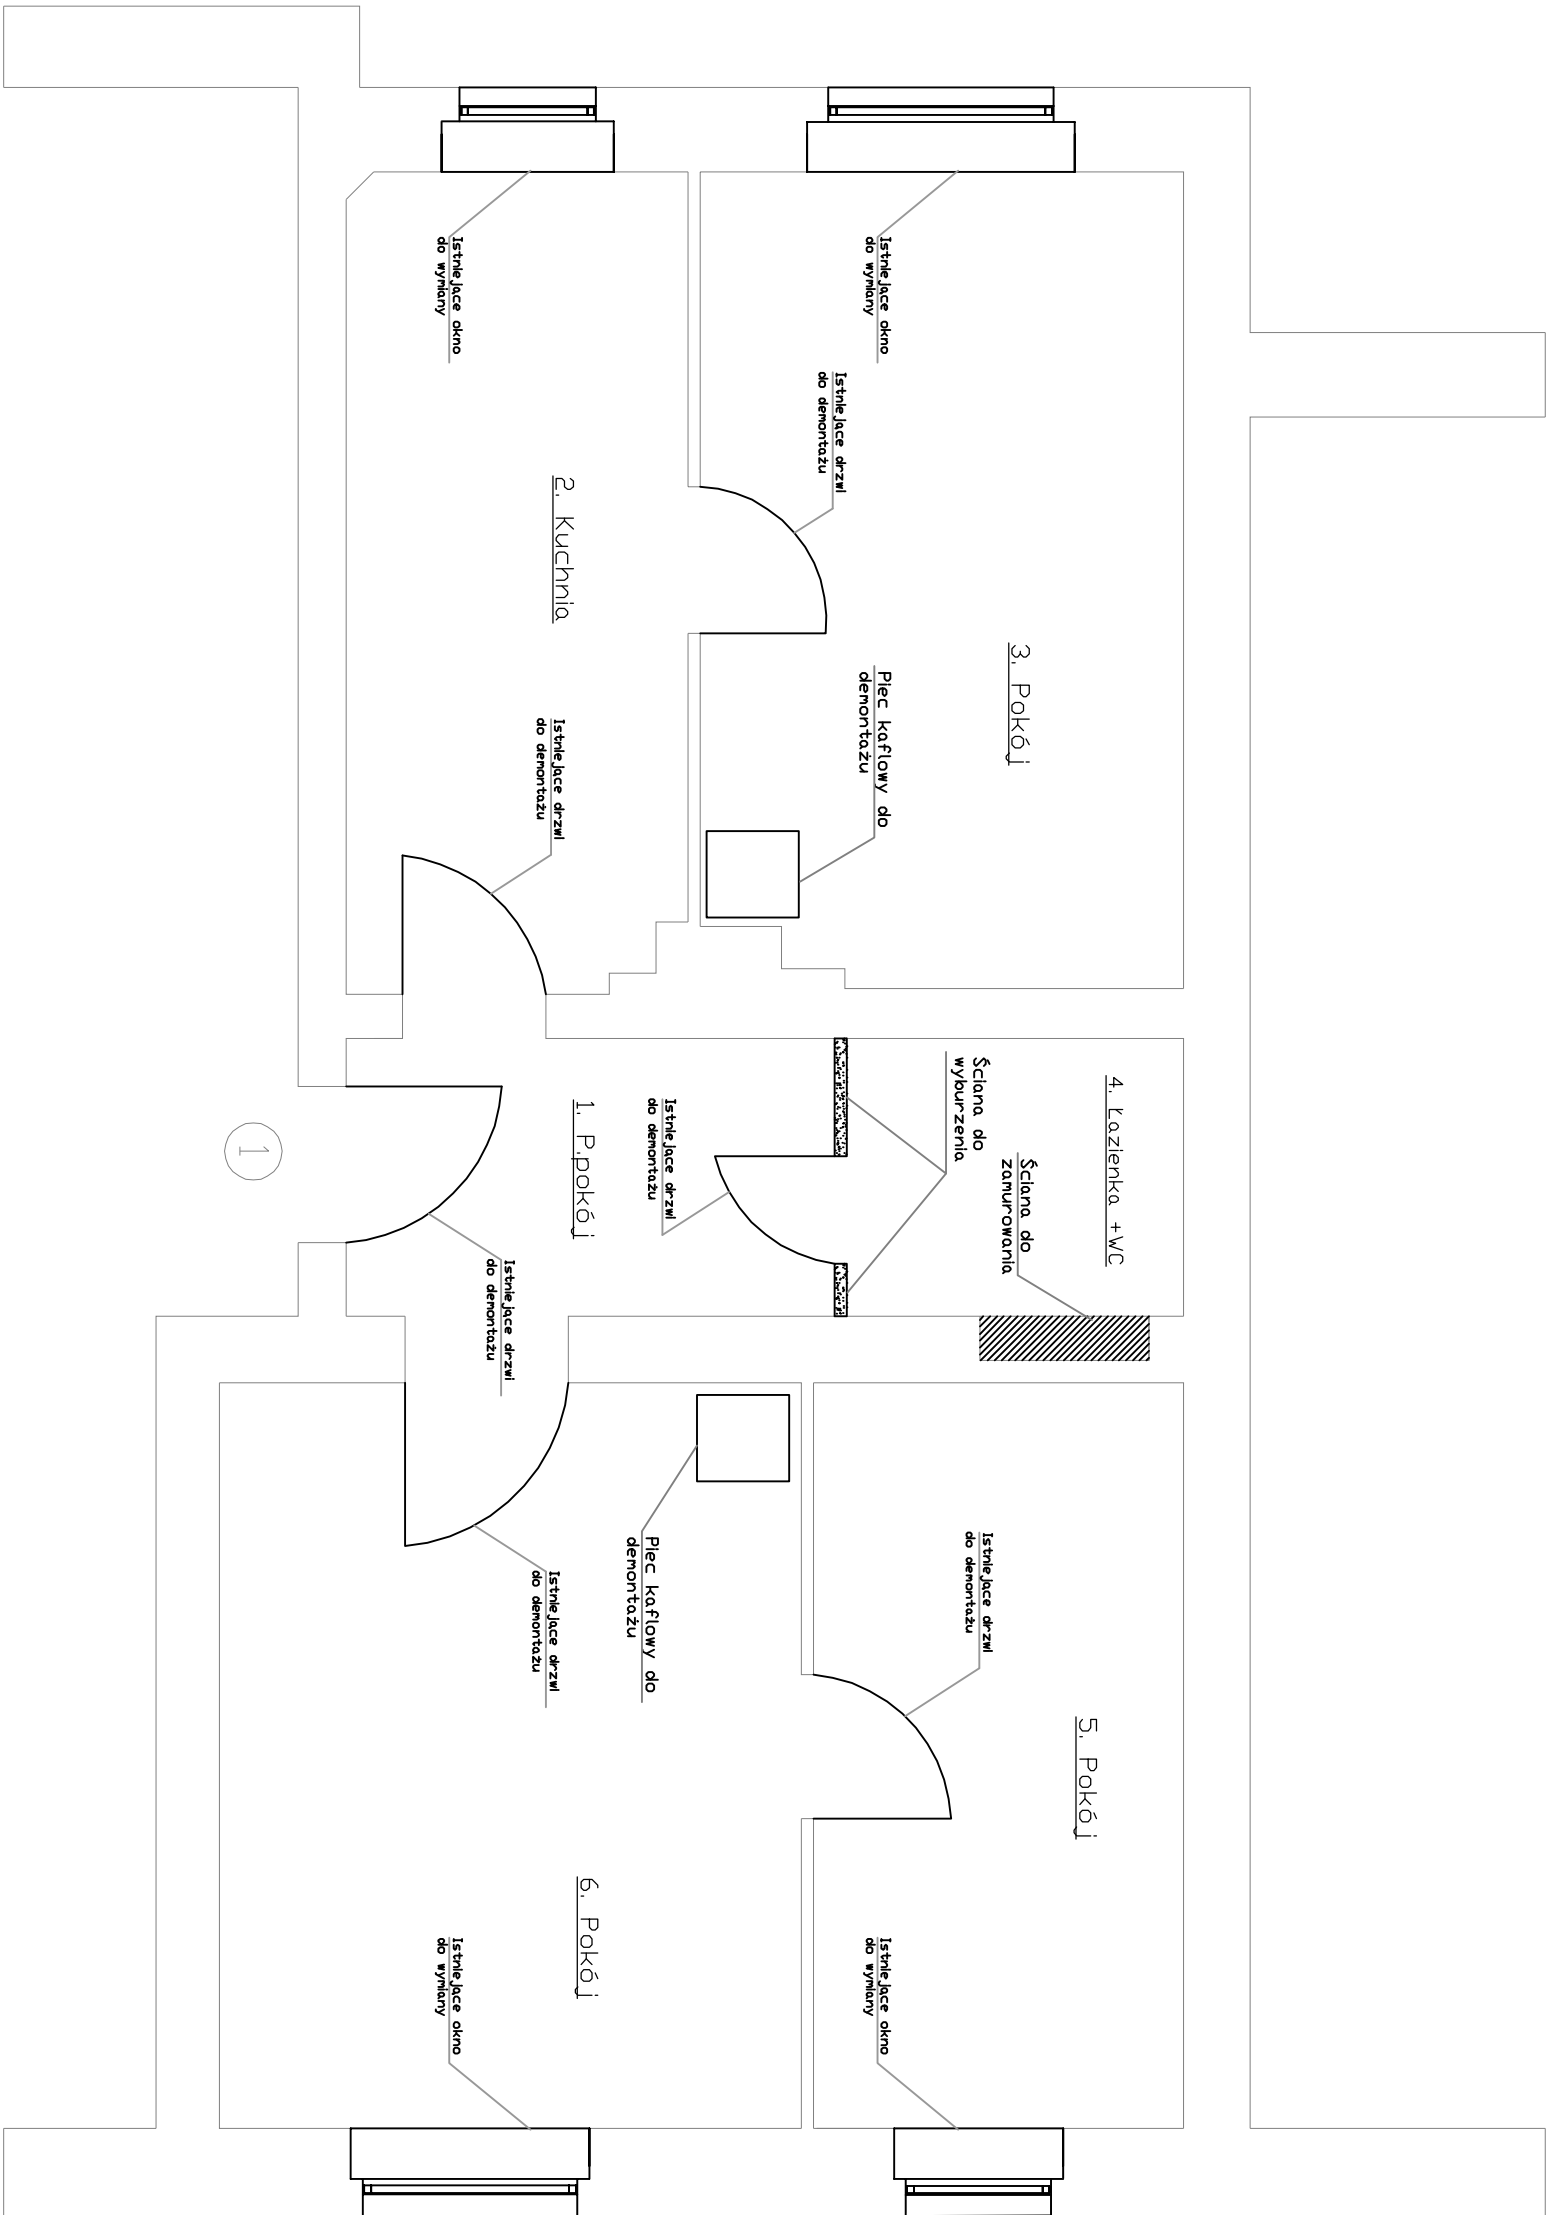 4. Łazienka +WC
5. Pokój
3. Pokój
Ściana do
zamurowania
Ściana do
wyburzenia
Istniejące drzwi
do demontażu
Istniejące okno
do wymiany
Piec kaflowy do
demontażu
Istniejące okno
do wymiany
Istniejące drzwi
do demontażu
Istniejące drzwi
do demontażu
Piec kaflowy do
demontażu
2. Kuchnia
1. P.pokój
6. Pokój
Istniejące drzwi
do demontażu
Istniejące drzwi
do demontażu
Istniejące drzwi
do demontażu
Istniejące okno
do wymiany
Istniejące okno
do wymiany
1